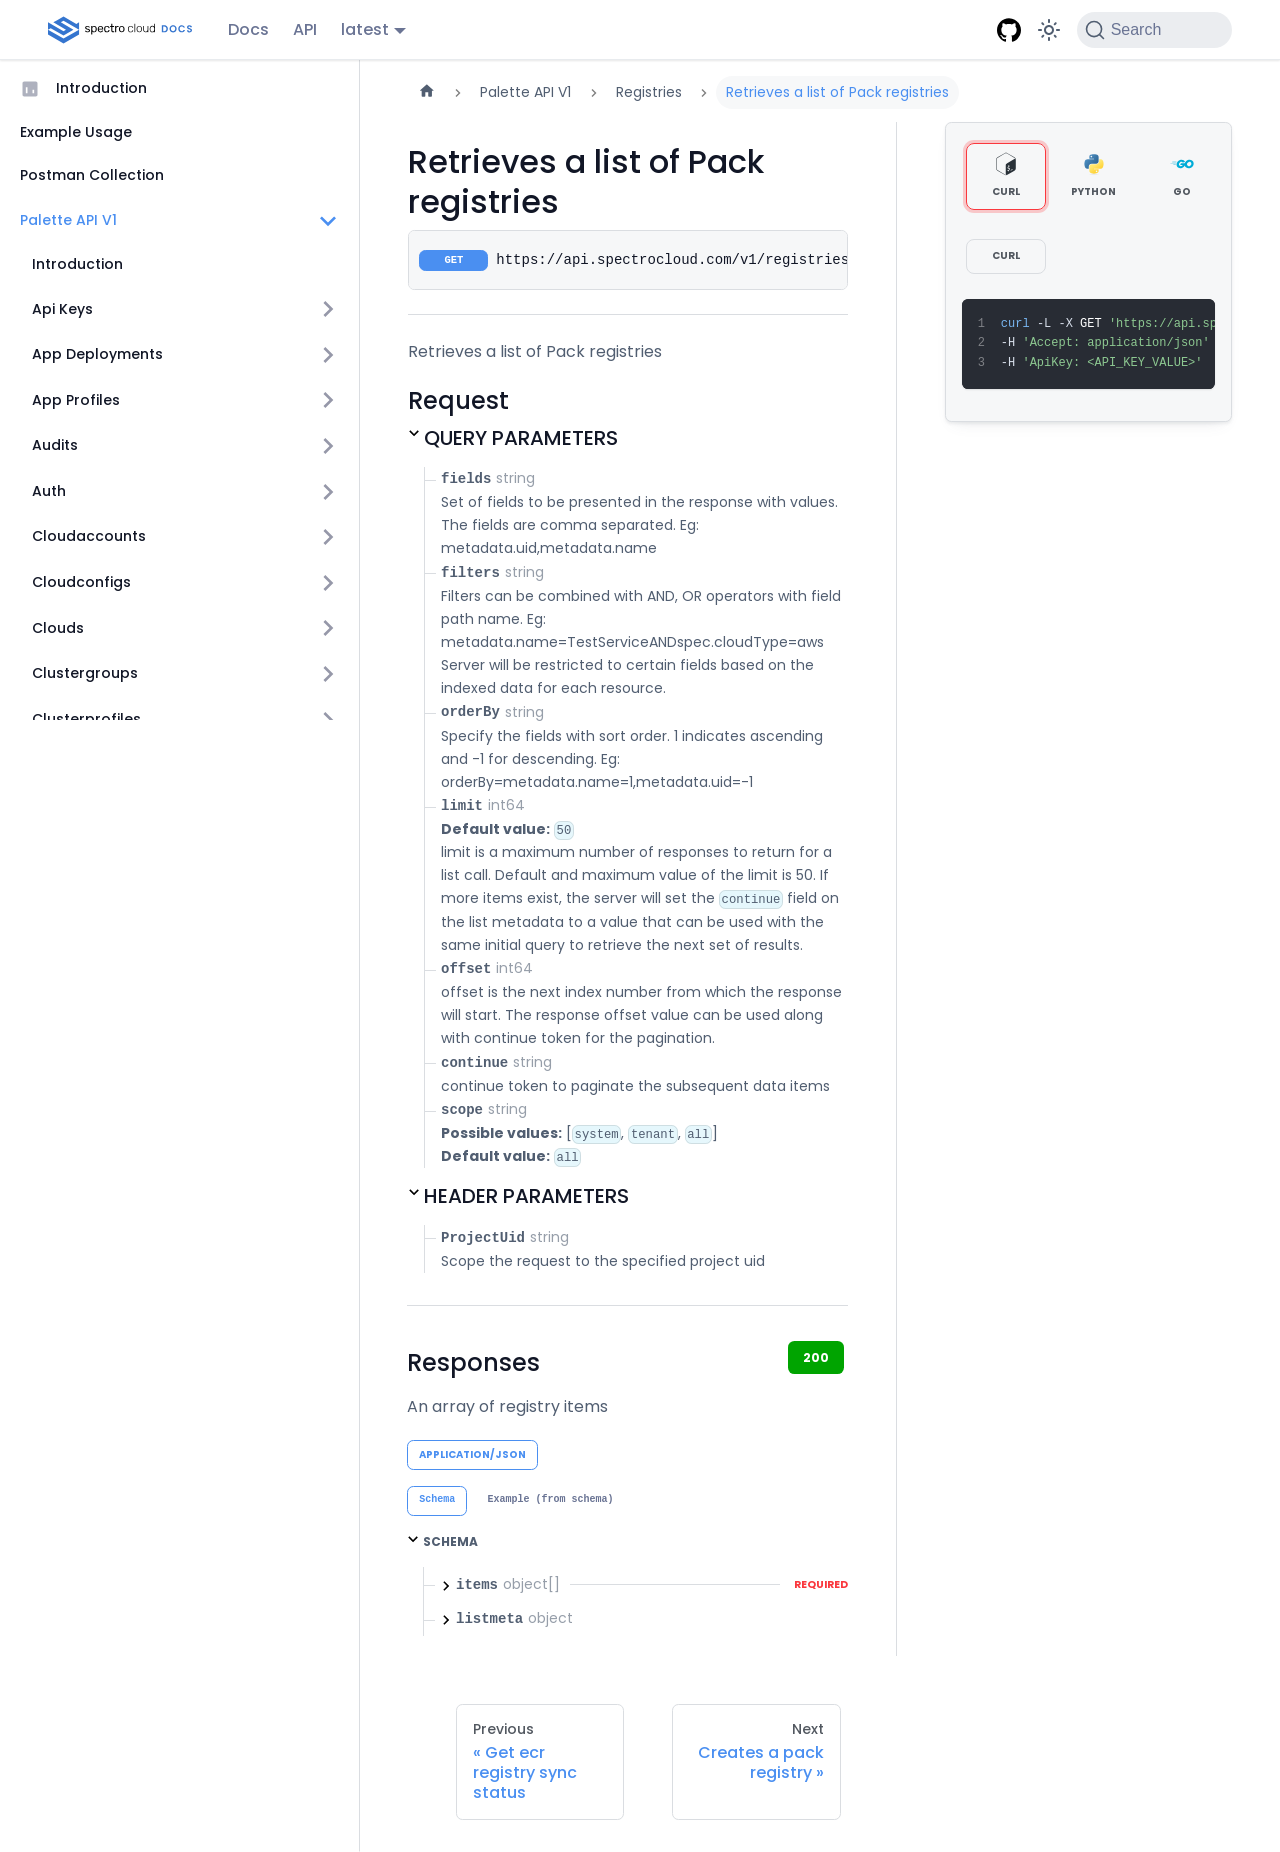 spectro cloud DOCS
Docs
API
latest
Search
Introduction
Example Usage
Postman Collection
Palette API V1
Introduction
Api Keys
App Deployments
App Profiles
Audits
Auth
Cloudaccounts
Cloudconfigs
Clouds
Clustergroups
Clusterprofiles
Palette API V1
Registries
Retrieves a list of Pack registries
Retrieves a list of Pack
registries
GET https://api.spectrocloud.com/v1/registries
Retrieves a list of Pack registries
Request
QUERY PARAMETERS
fields string
Set of fields to be presented in the response with values.
The fields are comma separated. Eg:
metadata.uid,metadata.name
filters string
Filters can be combined with AND, OR operators with field
path name. Eg:
metadata.name=TestServiceANDspec.cloudType=aws
Server will be restricted to certain fields based on the
indexed data for each resource.
orderBy string
Specify the fields with sort order. 1 indicates ascending
and -1 for descending. Eg:
orderBy=metadata.name=1,metadata.uid=-1
limit int64
Default value: 50
limit is a maximum number of responses to return for a
list call. Default and maximum value of the limit is 50. If
more items exist, the server will set the continue field on
the list metadata to a value that can be used with the
same initial query to retrieve the next set of results.
offset int64
offset is the next index number from which the response
will start. The response offset value can be used along
with continue token for the pagination.
continue string
continue token to paginate the subsequent data items
scope string
Possible values: [system, tenant, all]
Default value: all
HEADER PARAMETERS
ProjectUid string
Scope the request to the specified project uid
Responses
200
An array of registry items
APPLICATION/JSON
Schema
Example (from schema)
SCHEMA
items object[]
REQUIRED
listmeta object
Previous
« Get ecr
registry sync
status
Next
Creates a pack
registry »
CURL
PYTHON
GO
CURL
1 curl -L -X GET 'https://api.sp
2 -H 'Accept: application/json'
3 -H 'ApiKey: <API_KEY_VALUE>'